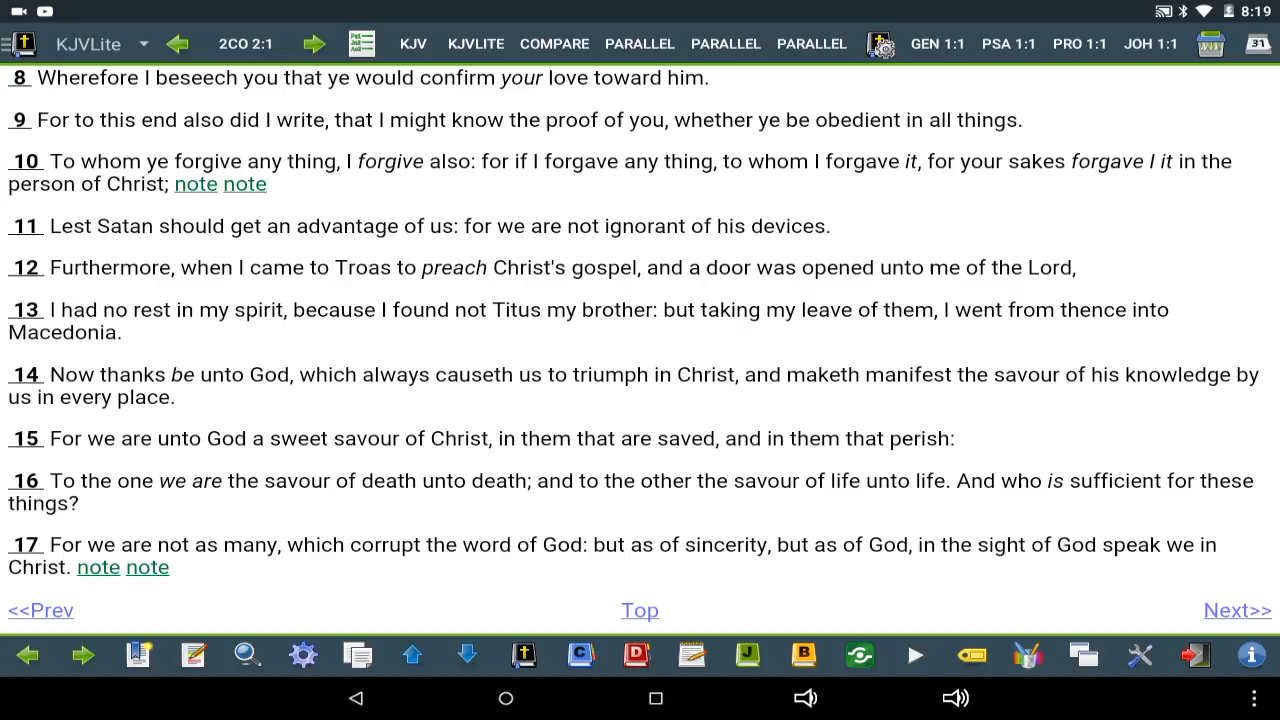 8:19
KJVLite 2CO 2:1 KJV KJVLITE COMPARE PARALLEL PARALLEL PARALLEL GEN 1:1 PSA 1:1 PRO 1:1 JOH 1:1 31
8 Wherefore I beseech you that ye would confirm your love toward him.
9 For to this end also did I write, that I might know the proof of you, whether ye be obedient in all things.
10 To whom ye forgive any thing, I forgive also: for if I forgave any thing, to whom I forgave it, for your sakes forgave I it in the
person of Christ; note note
11 Lest Satan should get an advantage of us: for we are not ignorant of his devices.
12 Furthermore, when I came to Troas to preach Christ's gospel, and a door was opened unto me of the Lord,
13 I had no rest in my spirit, because I found not Titus my brother: but taking my leave of them, I went from thence into
Macedonia.
14 Now thanks be unto God, which always causeth us to triumph in Christ, and maketh manifest the savour of his knowledge by
us in every place.
15 For we are unto God a sweet savour of Christ, in them that are saved, and in them that perish:
16 To the one we are the savour of death unto death; and to the other the savour of life unto life. And who is sufficient for these
things?
17 For we are not as many, which corrupt the word of God: but as of sincerity, but as of God, in the sight of God speak we in
Christ. note note
<<Prev Top Next>>
C D J B i